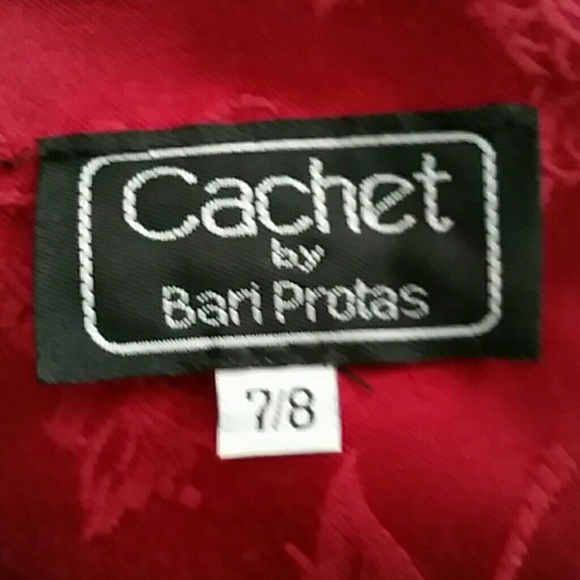 Cachet
by
Bari Protas
7/8